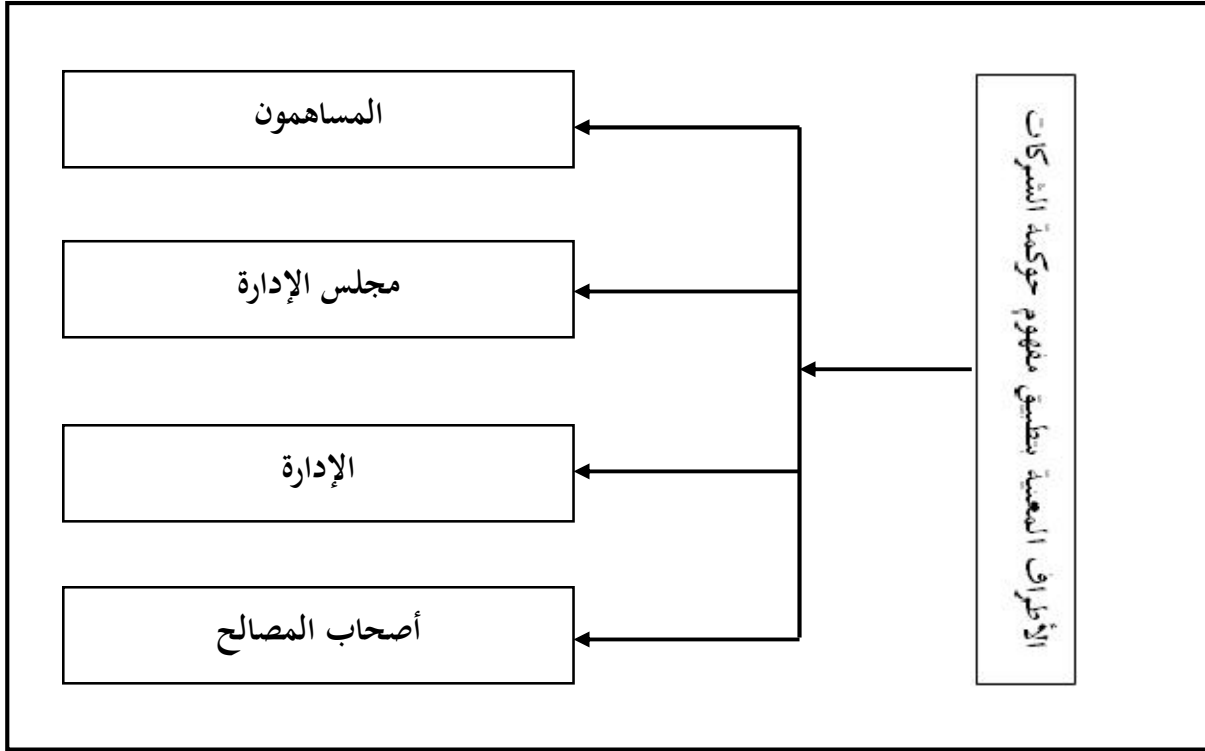 الأطراف المعنية بتطبيق مفهوم حوكمة الشركات
المساهمون
مجلس الإدارة
الإدارة
أصحاب المصالح